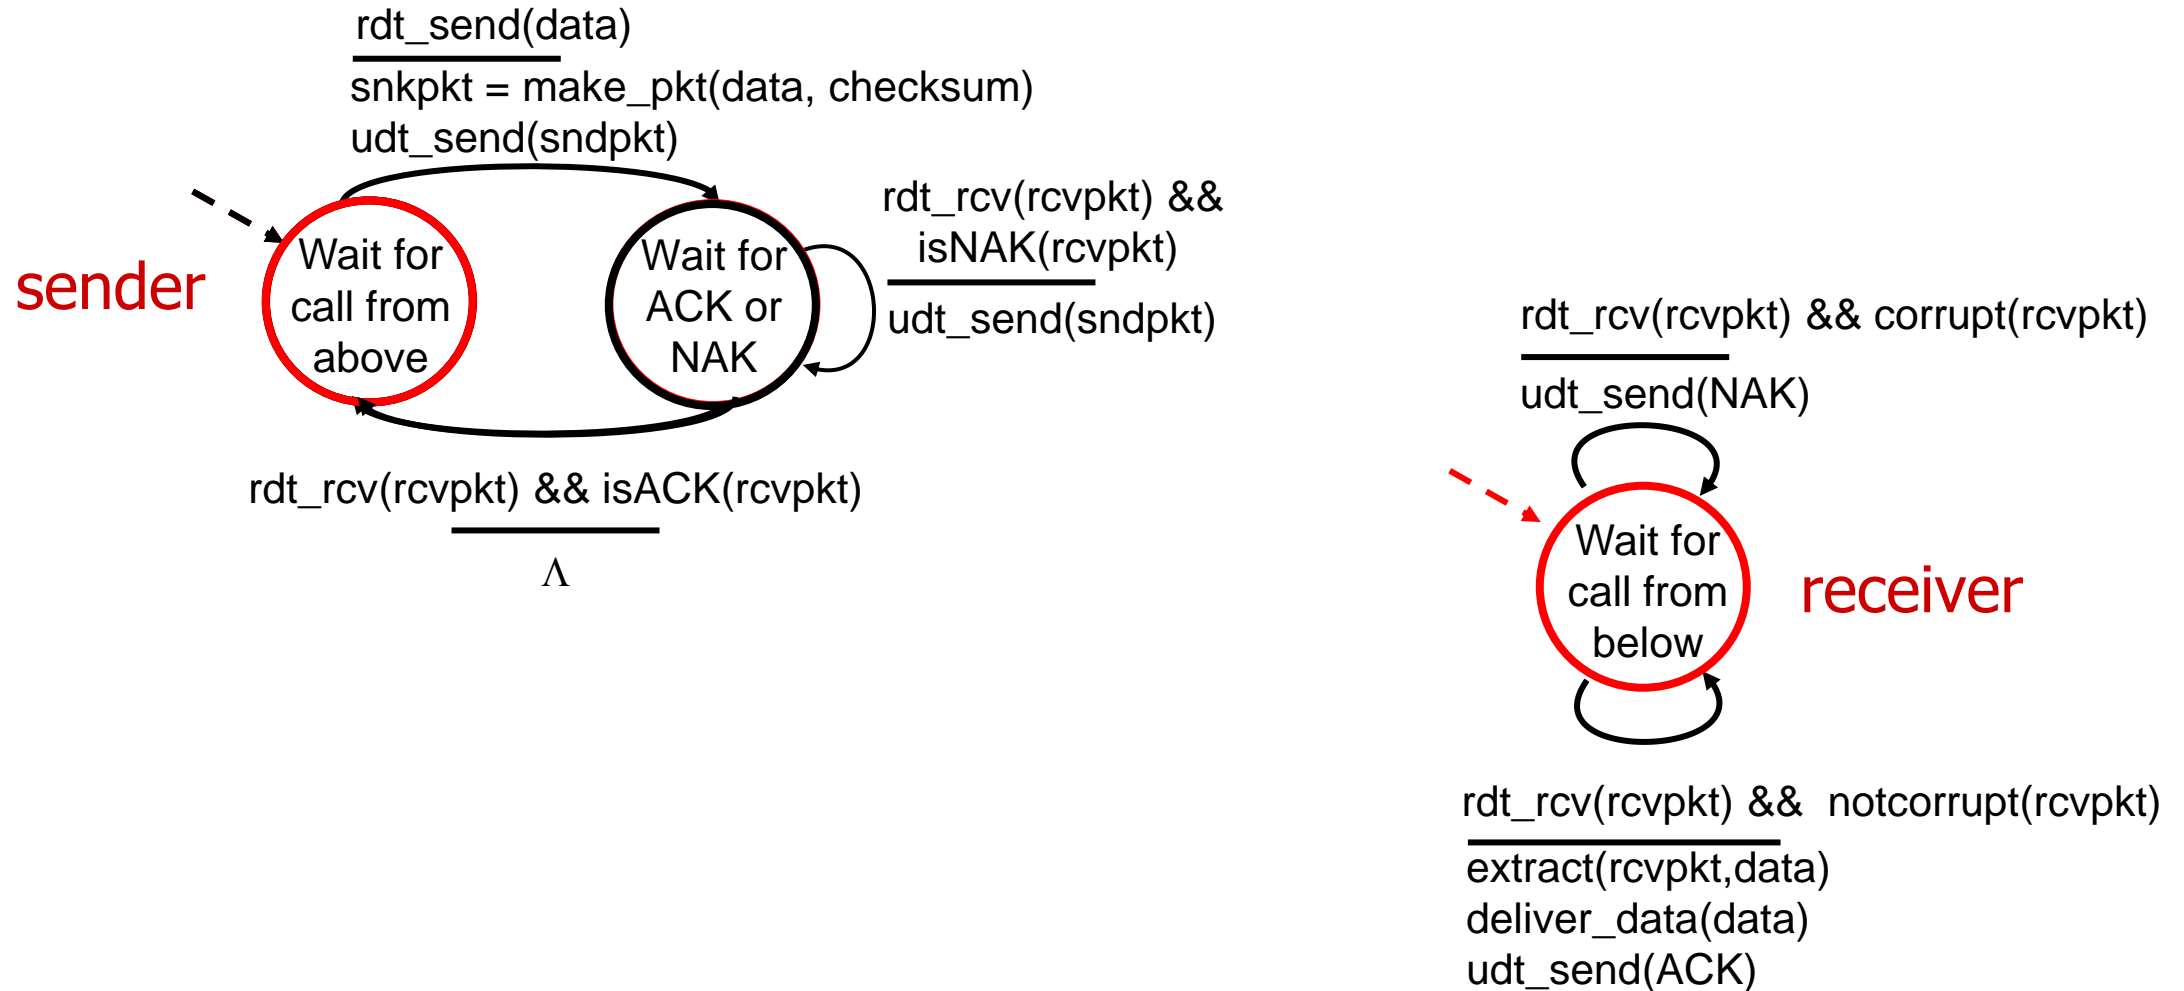 rdt_send(data)
snkpkt = make_pkt(data, checksum)
udt_send(sndpkt)
sender
Wait for
call from
above
Wait for
ACK or
NAK
rdt_rcv(rcvpkt) &&
isNAK(rcvpkt)
udt_send(sndpkt)
rdt_rcv(rcvpkt) && isACK(rcvpkt)
Λ
rdt_rcv(rcvpkt) && corrupt(rcvpkt)
udt_send(NAK)
Wait for
call from
below
receiver
rdt_rcv(rcvpkt) && notcorrupt(rcvpkt)
extract(rcvpkt,data)
deliver_data(data)
udt_send(ACK)